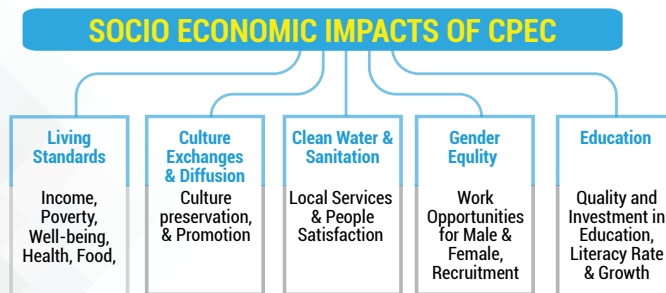 SOCIO ECONOMIC IMPACTS OF CPEC
Living
Standards
Income,
Poverty,
Well-being,
Health, Food,
Culture
Exchanges
& Diffusion
Culture
preservation,
& Promotion
Clean Water &
Sanitation
Local Services
& People
Satisfaction
Gender
Equlity
Work
Opportunities
for Male &
Female,
Recruitment
Education
Quality and
Investment in
Education,
Literacy Rate
& Growth